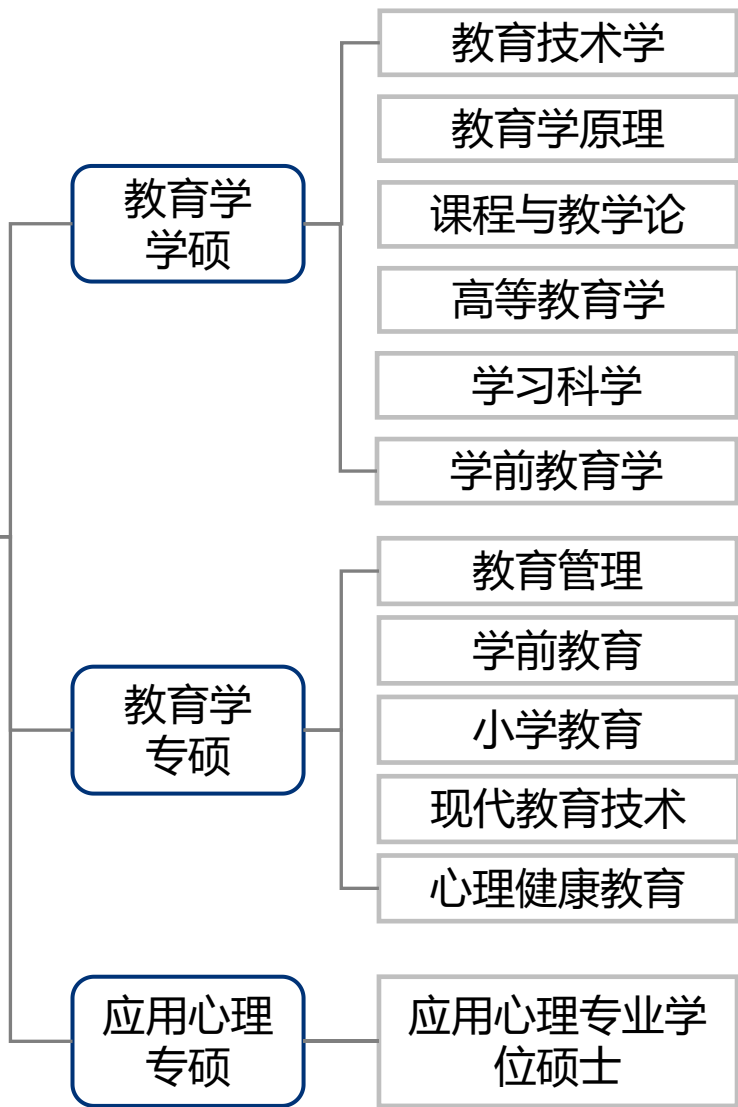 教育学
学硕
教育技术学
教育学原理
课程与教学论
高等教育学
学习科学
学前教育学
教育学
专硕
教育管理
学前教育
小学教育
现代教育技术
心理健康教育
应用心理
专硕
应用心理专业学
位硕士